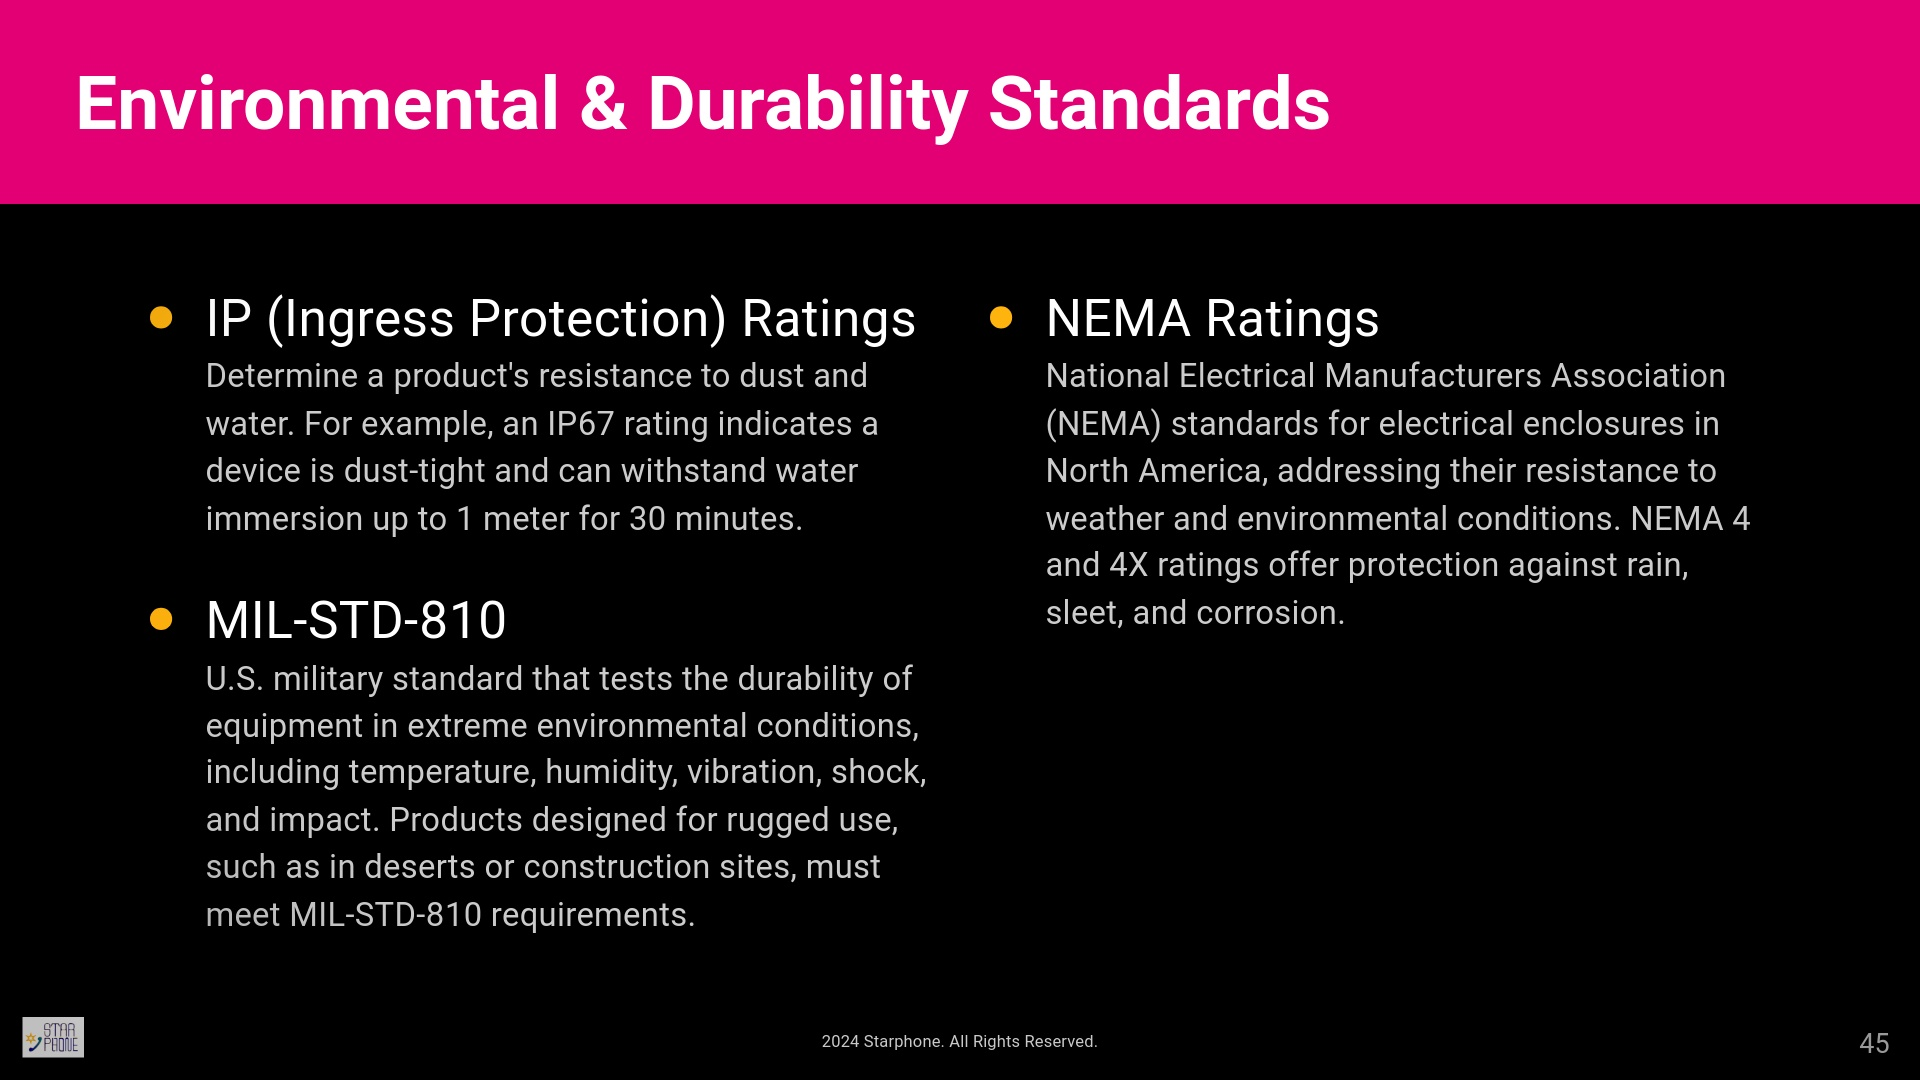 Environmental & Durability Standards
IP (Ingress Protection) Ratings
Determine a product's resistance to dust and
water. For example, an IP67 rating indicates a
device is dust-tight and can withstand water
immersion up to 1 meter for 30 minutes.
MIL-STD-810
U.S. military standard that tests the durability of
equipment in extreme environmental conditions,
including temperature, humidity, vibration, shock,
and impact. Products designed for rugged use,
such as in deserts or construction sites, must
meet MIL-STD-810 requirements.
NEMA Ratings
National Electrical Manufacturers Association
(NEMA) standards for electrical enclosures in
North America, addressing their resistance to
weather and environmental conditions. NEMA 4
and 4X ratings offer protection against rain,
sleet, and corrosion.
STAR
PHONE
2024 Starphone. All Rights Reserved.
45